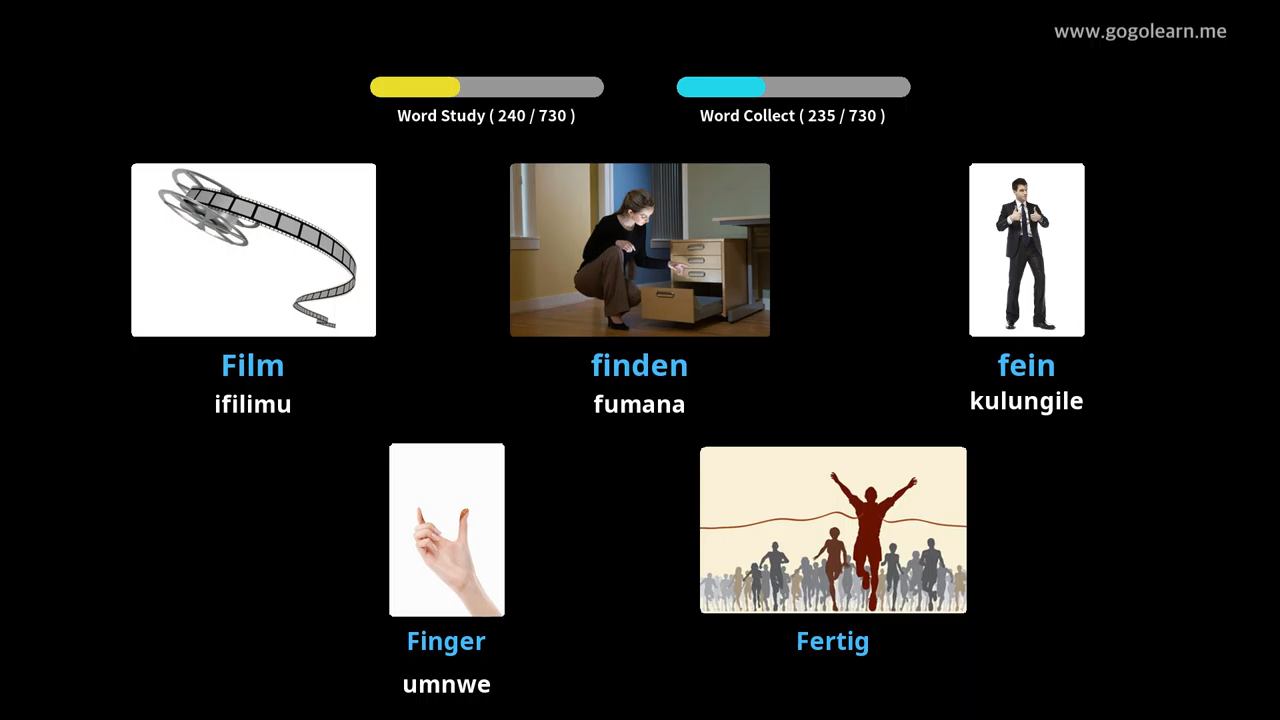 www.gogolearn.me
Word Study ( 240 / 730 )
Word Collect ( 235 / 730 )
Film
ifilimu
finden
fumana
fein
kulungile
Finger
umnwe
Fertig